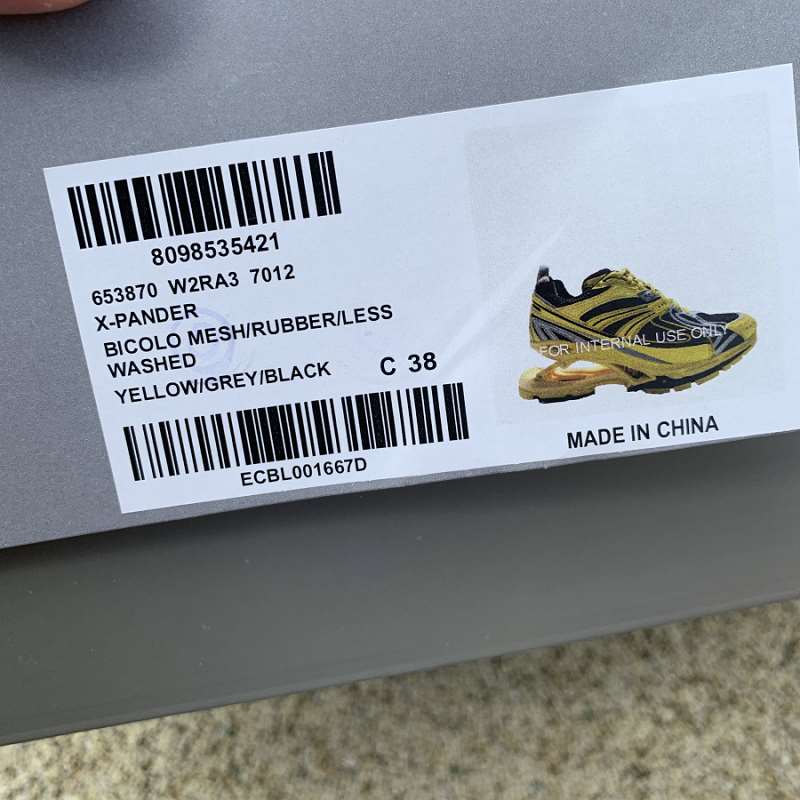 8098535421
653870 W2RA3 7012
X-PANDER
BICOLO MESH/RUBBER/LESS
WASHED
YELLOW/GREY/BLACK C 38
ECBL001667D
FOR INTERNAL USE ONLY
MADE IN CHINA